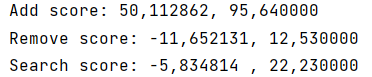 Add score: 50,112862, 95,640000
Remove score: -11,652131, 12,530000
Search score: -5,834814 , 22,230000